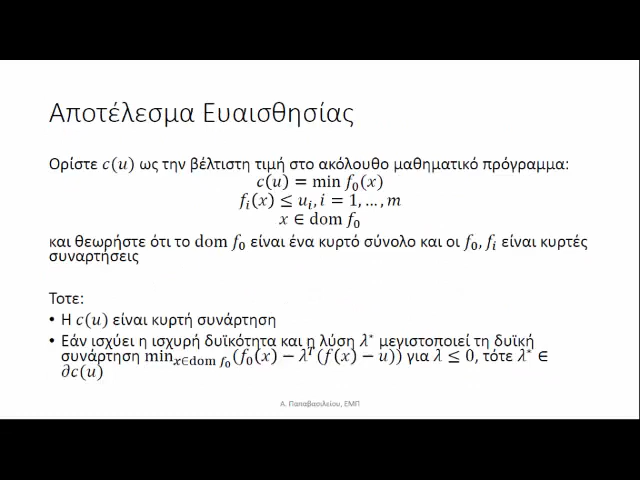 Αποτέλεσμα Ευαισθησίας
Ορίστε c(u) ως την βέλτιστη τιμή στο ακόλουθο μαθηματικό πρόγραμμα:
c(u) = min f₀(x)
fᵢ(x) ≤ uᵢ, i = 1, … , m
x ∈ dom f₀
και θεωρήστε ότι το dom f₀ είναι ένα κυρτό σύνολο και οι f₀, fᵢ είναι κυρτές
συναρτήσεις
Τοτε:
• Η c(u) είναι κυρτή συνάρτηση
• Εάν ισχύει η ισχυρή δυϊκότητα και η λύση λ* μεγιστοποιεί τη δυϊκή
συνάρτηση min_{x∈dom f₀}(f₀(x) − λᵀ(f(x) − u)) για λ ≤ 0, τότε λ* ∈
∂c(u)
Α. Παπαβασιλείου, ΕΜΠ